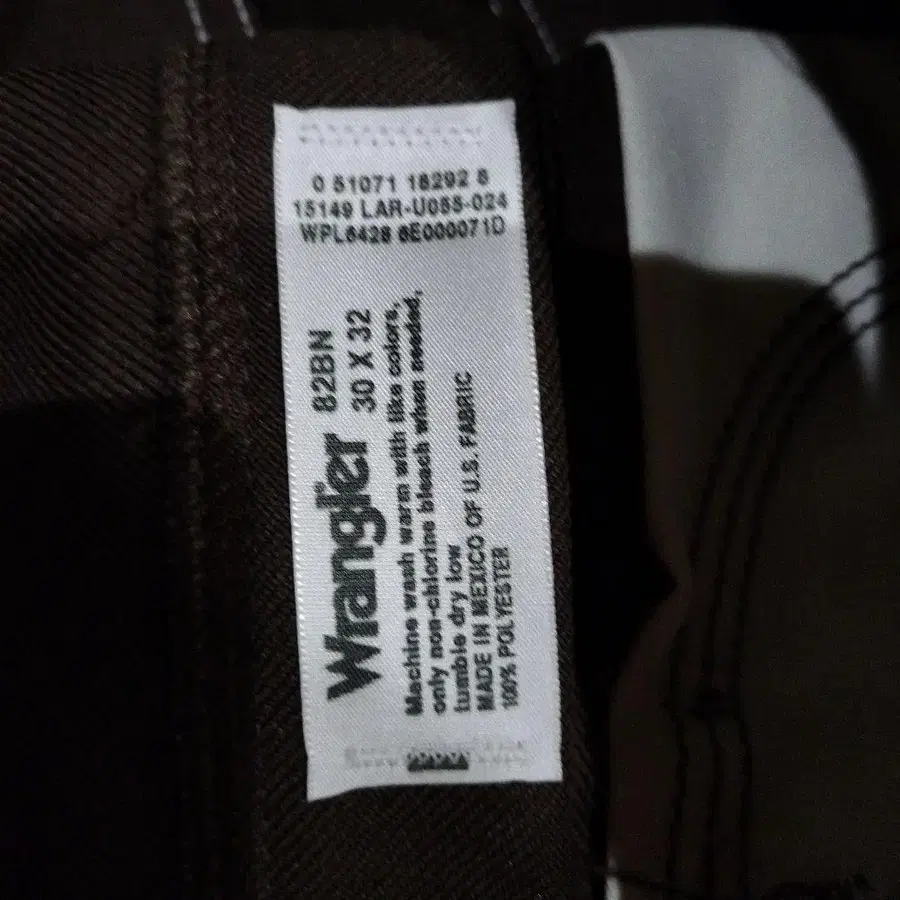 0 51071 18292 8
15149 LAR-U055-024
WPL6428 6E000071D
Wrangler 82BN
30 X 32
Machine wash warm with like colors,
only non-chlorine bleach when needed,
tumble dry low
MADE IN MEXICO OF U.S. FABRIC
100% POLYESTER